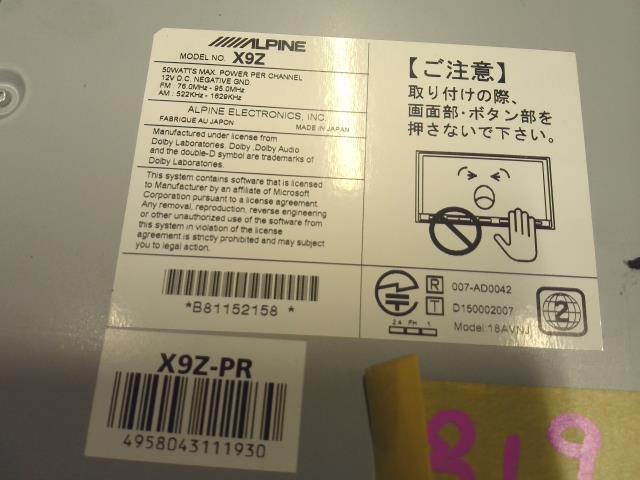 ALPINE
MODEL NO. X9Z
50WATTS MAX. POWER PER CHANNEL
12V D.C. NEGATIVE GND.
FM : 76.0MHz - 95.0MHz
AM : 522KHz - 1629KHz
ALPINE ELECTRONICS, INC.
FABRIQUE AU JAPON MADE IN JAPAN
Manufactured under license from
Dolby Laboratories. Dolby ,Dolby Audio
and the double-D symbol are trademarks of
Dolby Laboratories.
This system contains software that is licensed
to Manufacturer by an affiliate of Microsoft
Corporation pursuant to a license agreement.
Any removal, reproduction, reverse engineering
or other unauthorized use of the software from
this system in violation of the license
agreement is strictly prohibited and may subject
you to legal action.
*B81152158 *
【ご注意】
取り付けの際、
画面部・ボタン部を
押さないで下さい。
R 007-AD0042
T D150002007
2.4 FH 1
Model:18AVNJ
2
X9Z-PR
4958043111930
819